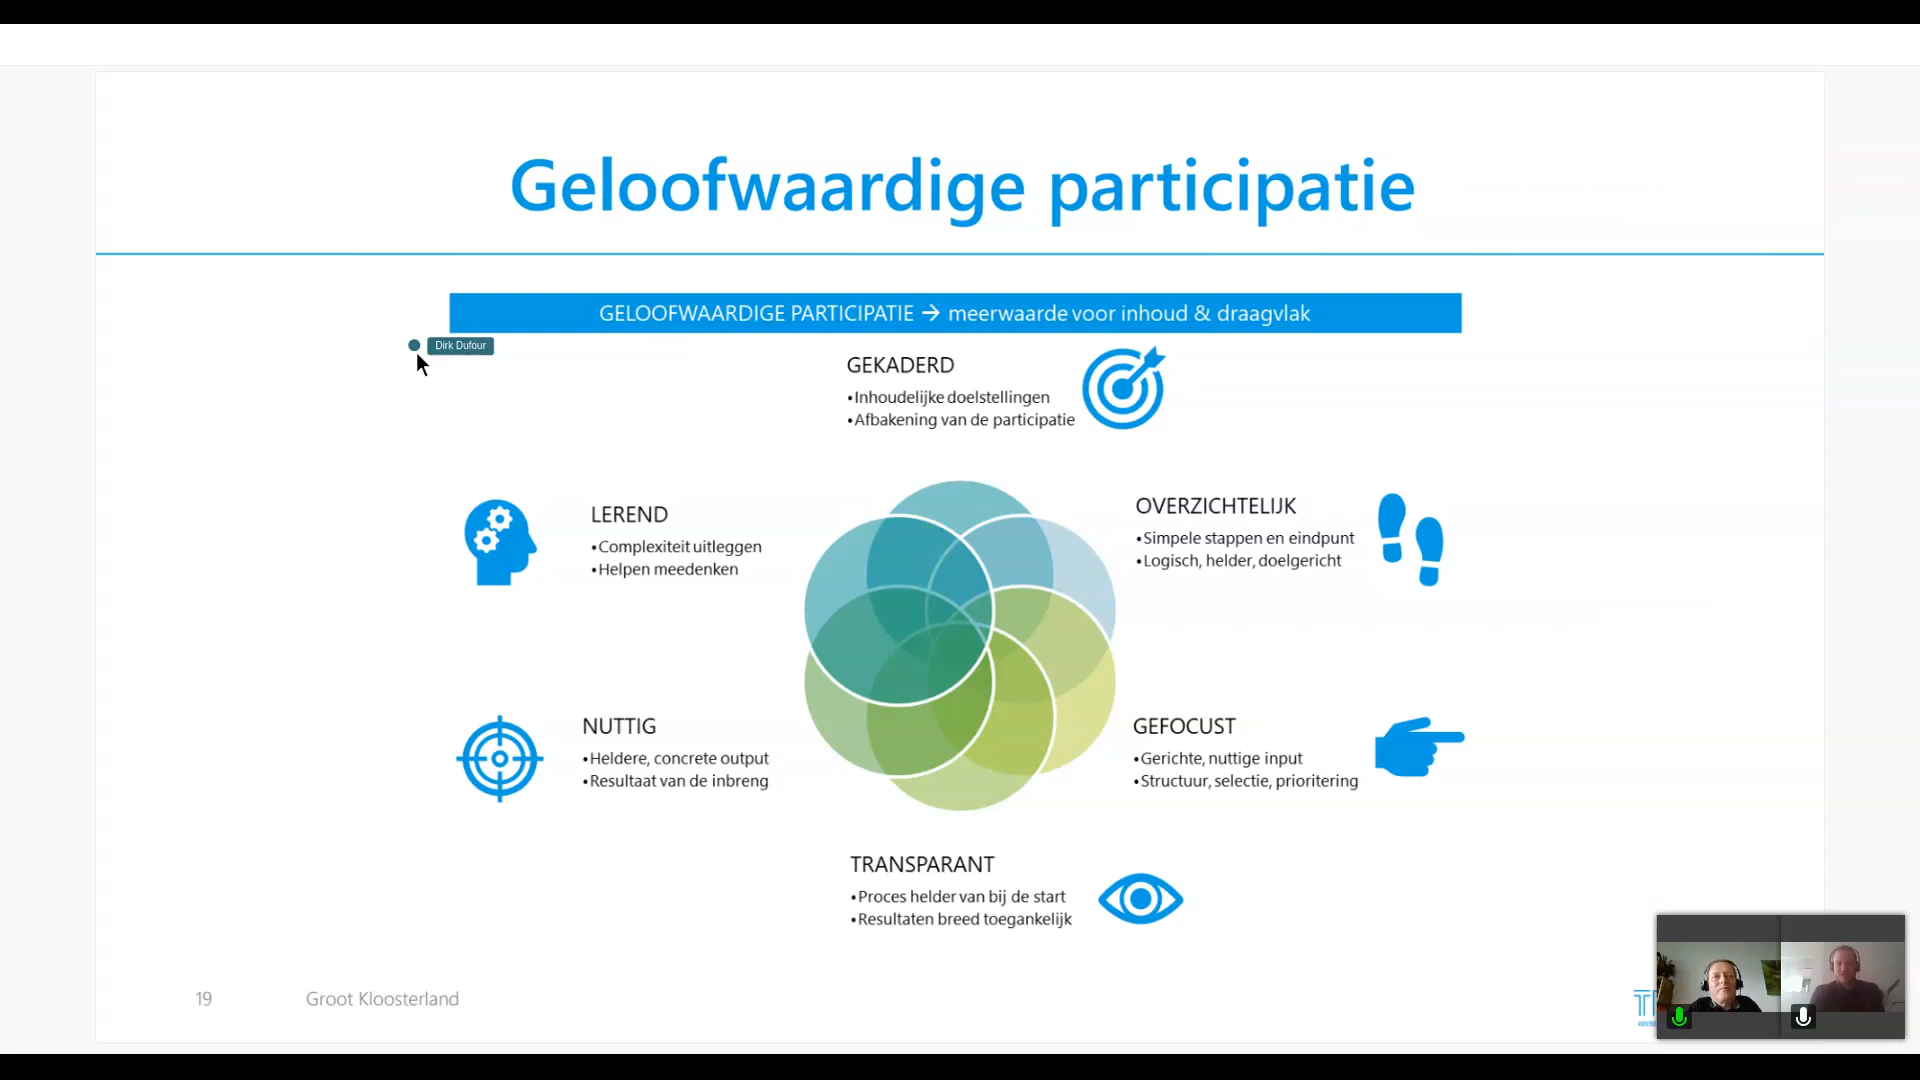 Geloofwaardige participatie
GELOOFWAARDIGE PARTICIPATIE → meerwaarde voor inhoud & draagvlak
Dirk Dufour
GEKADERD
•Inhoudelijke doelstellingen
•Afbakening van de participatie
LEREND
•Complexiteit uitleggen
•Helpen meedenken
OVERZICHTELIJK
•Simpele stappen en eindpunt
•Logisch, helder, doelgericht
NUTTIG
•Heldere, concrete output
•Resultaat van de inbreng
GEFOCUST
•Gerichte, nuttige input
•Structuur, selectie, prioritering
TRANSPARANT
•Proces helder van bij de start
•Resultaten breed toegankelijk
19
Groot Kloosterland